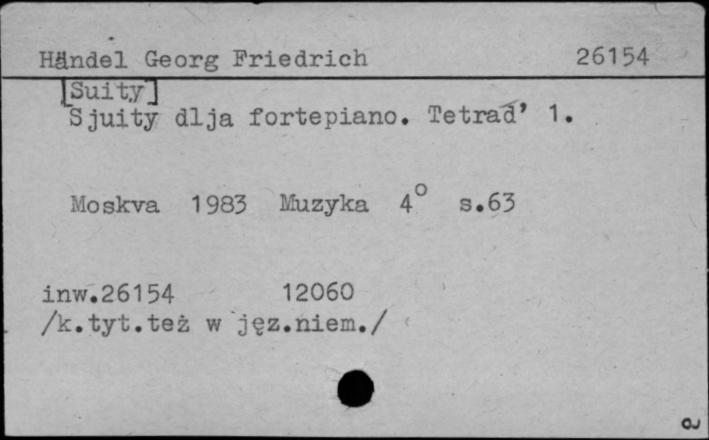 Händel Georg Friedrich 26154
[Suity]
Sjuity dlja fortepiano. Tetrad' 1.
Moskva 1983 Muzyka 4° s.63
inw.26154 12060
/k.tyt.też w jęz.niem./